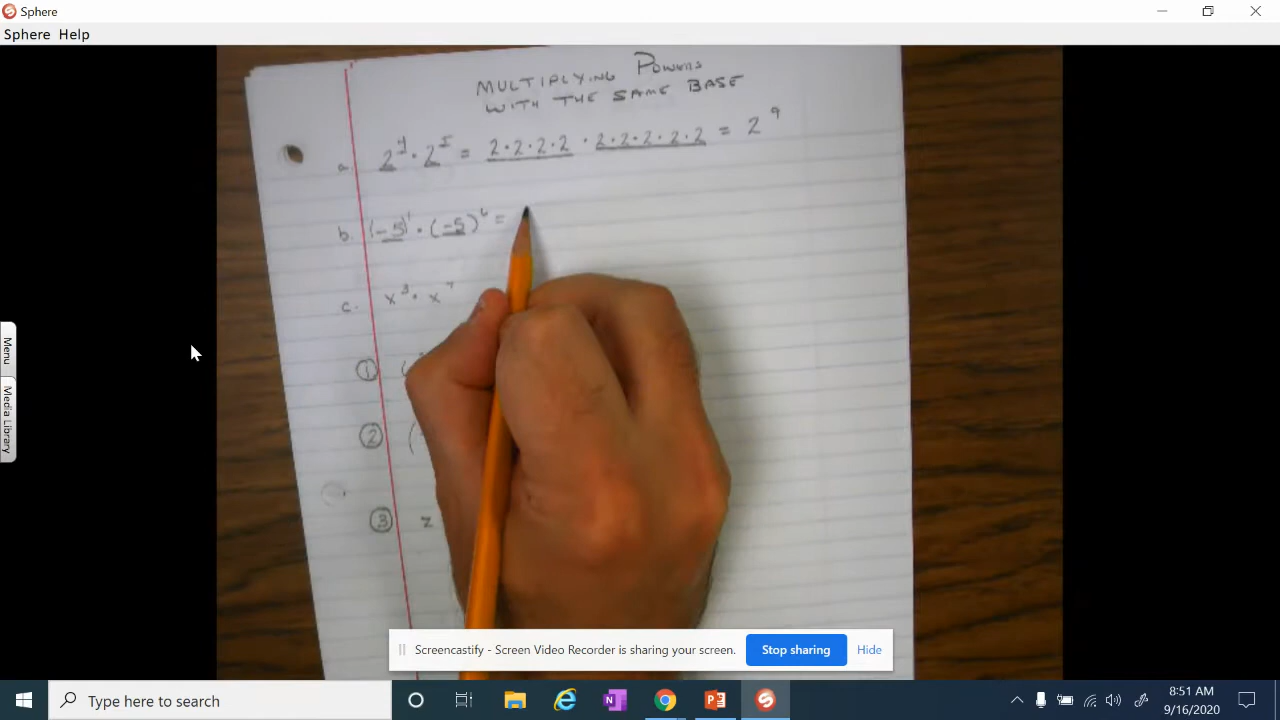 Sphere
Sphere Help
MULTIPLYING POWERS
WITH THE SAME BASE
a. 2⁴ · 2⁵ = 2·2·2·2 · 2·2·2·2·2 = 2⁹
b. (-5)¹ · (-5)⁶ =
c. x³ · x⁷
① (
② (
③ z
Menu
Media Library
Screencastify - Screen Video Recorder is sharing your screen.
Stop sharing
Hide
Type here to search
8:51 AM
9/16/2020